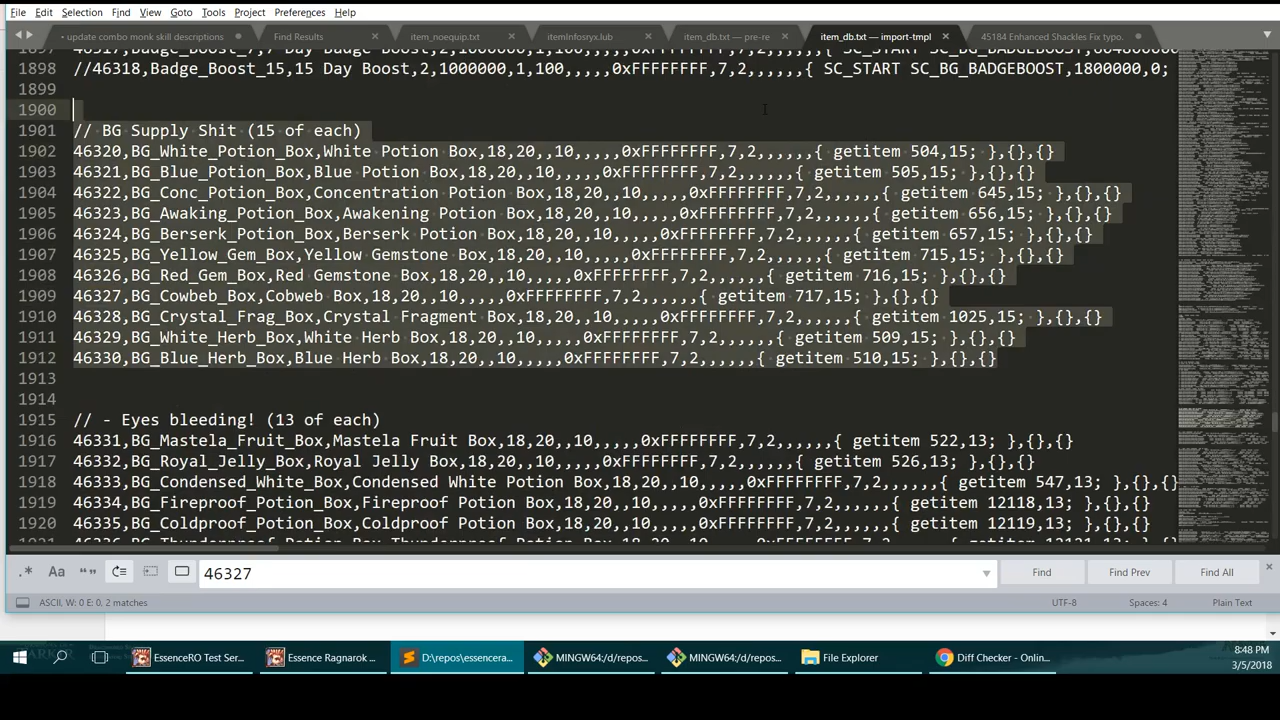 File Edit Selection Find View Goto Tools Project Preferences Help
update combo monk skill descriptions Find Results item_noequip.txt itemInfosryx.lub item_db.txt — pre-re item_db.txt — import-tmpl 45184 Enhanced Shackles Fix typo.
1898 //46318,Badge_Boost_15,15 Day Boost,2,1000000,1,100,,,,,0xFFFFFFFF,7,2,,,,,,{ SC_START SC_BG_BADGEBOOST,1800000,0;
1899
1900
1901 // BG Supply Shit (15 of each)
1902 46320,BG_White_Potion_Box,White Potion Box,18,20,,10,,,,,0xFFFFFFFF,7,2,,,,,,{ getitem 504,15; },{},{}
1903 46321,BG_Blue_Potion_Box,Blue Potion Box,18,20,,10,,,,,0xFFFFFFFF,7,2,,,,,,{ getitem 505,15; },{},{}
1904 46322,BG_Conc_Potion_Box,Concentration Potion Box,18,20,,10,,,,,0xFFFFFFFF,,,,,,,,,{ getitem 645,15; },{},{}
1905 46323,BG_Awaking_Potion_Box,Awakening Potion Box,18,20,,10,,,,,0xFFFFFFFF,7,2,,,,,,{ getitem 656,15; },{},{}
1906 46324,BG_Berserk_Potion_Box,Berserk Potion Box,18,20,,10,,,,,0xFFFFFFFF,7,2,,,,,,{ getitem 657,15; },{},{}
1907 46325,BG_Yellow_Gem_Box,Yellow Gemstone Box,18,20,,10,,,,,0xFFFFFFFF,7,2,,,,,,{ getitem 715,15; },{},{}
1908 46326,BG_Red_Gem_Box,Red Gemstone Box,18,20,,10,,,,,0xFFFFFFFF,7,2,,,,,,{ getitem 716,15; },{},{}
1909 46327,BG_Cowbeb_Box,Cobweb Box,18,20,,10,,,,,0xFFFFFFFF,7,2,,,,,,{ getitem 717,15; },{},{}
1910 46328,BG_Crystal_Frag_Box,Crystal Fragment Box,18,20,,10,,,,,0xFFFFFFFF,7,2,,,,,,{ getitem 1025,15; },{},{}
1911 46329,BG_White_Herb_Box,White Herb Box,18,20,,10,,,,,0xFFFFFFFF,7,2,,,,,,{ getitem 509,15; },{},{}
1912 46330,BG_Blue_Herb_Box,Blue Herb Box,18,20,,10,,,,,0xFFFFFFFF,7,2,,,,,,{ getitem 510,15; },{},{}
1913
1914
1915 // - Eyes bleeding! (13 of each)
1916 46331,BG_Mastela_Fruit_Box,Mastela Fruit Box,18,20,,10,,,,,0xFFFFFFFF,7,2,,,,,,{ getitem 522,13; },{},{}
1917 46332,BG_Royal_Jelly_Box,Royal Jelly Box,18,20,,10,,,,,0xFFFFFFFF,7,2,,,,,,{ getitem 526,13; },{},{}
1918 46333,BG_Condensed_White_Box,Condensed White Potion Box,18,20,,10,,,,,0xFFFFFFFF,7,2,,,,,,{ getitem 547,13; },{},{}
1919 46334,BG_Fireproof_Potion_Box,Fireproof Potion Box,18,20,,10,,,,,0xFFFFFFFF,7,2,,,,,,{ getitem 12118,13; },{},{}
1920 46335,BG_Coldproof_Potion_Box,Coldproof Potion Box,18,20,,10,,,,,0xFFFFFFFF,7,2,,,,,,{ getitem 12119,13; },{},{}
.* Aa “” 46327 Find Find Prev Find All
ASCII, W: 0 E: 0, 2 matches UTF-8 Spaces: 4 Plain Text
EssenceRO Test Ser... Essence Ragnarok ... D:\repos\essencera... MINGW64:/d/repos... MINGW64:/d/repos... File Explorer Diff Checker - Onlin... 8:48 PM
3/5/2018